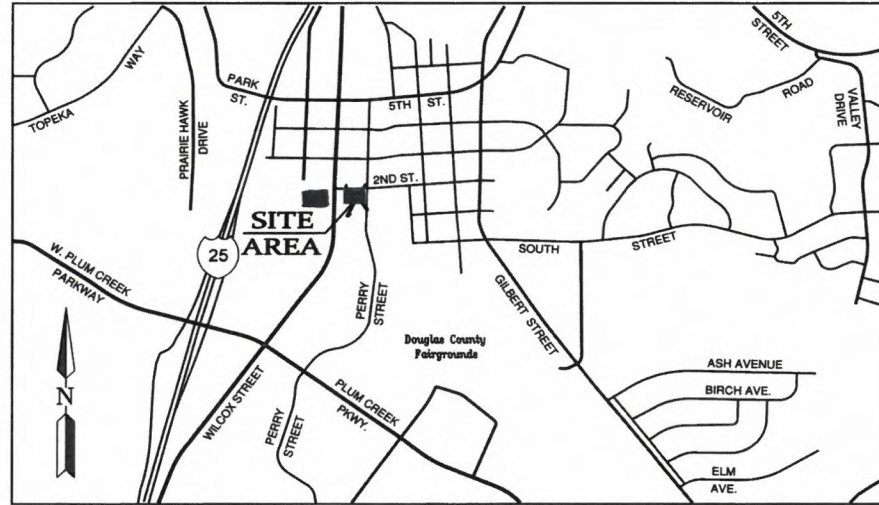 5TH
STREET
TOPEKA
WAY
PARK
ST.
PRAIRIE HAWK
DRIVE
5TH ST.
RESERVOIR
ROAD
VALLEY
DRIVE
2ND ST.
SITE
AREA
25
SOUTH STREET
W. PLUM CREEK
PARKWAY
PERRY
STREET
GILBERT STREET
Douglas County
Fairgrounds
N
WILCOX STREET
PERRY
STREET
PLUM CREEK
PKWY.
ASH AVENUE
BIRCH AVE.
ELM
AVE.